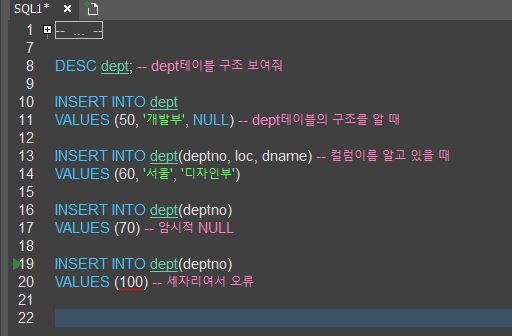 SQL1*
1 -- ... --
7
8 DESC dept; -- dept테이블 구조 보여줘
9
10 INSERT INTO dept
11 VALUES (50, '개발부', NULL) -- dept테이블의 구조를 알 때
12
13 INSERT INTO dept(deptno, loc, dname) -- 컬럼이름 알고 있을 때
14 VALUES (60, '서울', '디자인부')
15
16 INSERT INTO dept(deptno)
17 VALUES (70) -- 암시적 NULL
18
19 INSERT INTO dept(deptno)
20 VALUES (100) -- 세자리여서 오류
21
22